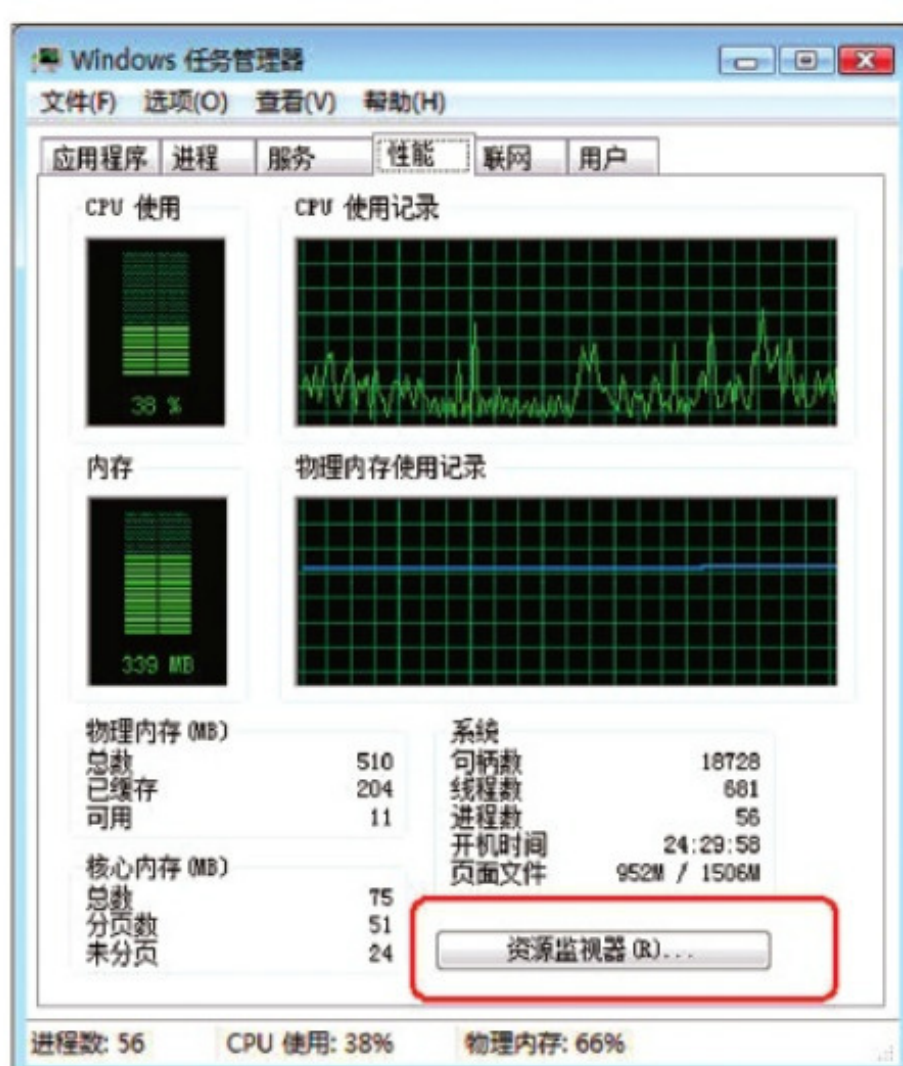 Windows 任务管理器
文件(F) 选项(O) 查看(V) 帮助(H)
应用程序 进程 服务 性能 联网 用户
CPU 使用 CPU 使用记录
38 %
内存 物理内存使用记录
339 MB
物理内存(MB)
总数 510
已缓存 204
可用 11
系统
句柄数 18728
线程数 681
进程数 56
开机时间 24:29:58
页面文件 952M / 1506M
核心内存(MB)
总数 75
分页数 51
未分页 24
资源监视器(R)...
进程数: 56 CPU 使用: 38% 物理内存: 66%